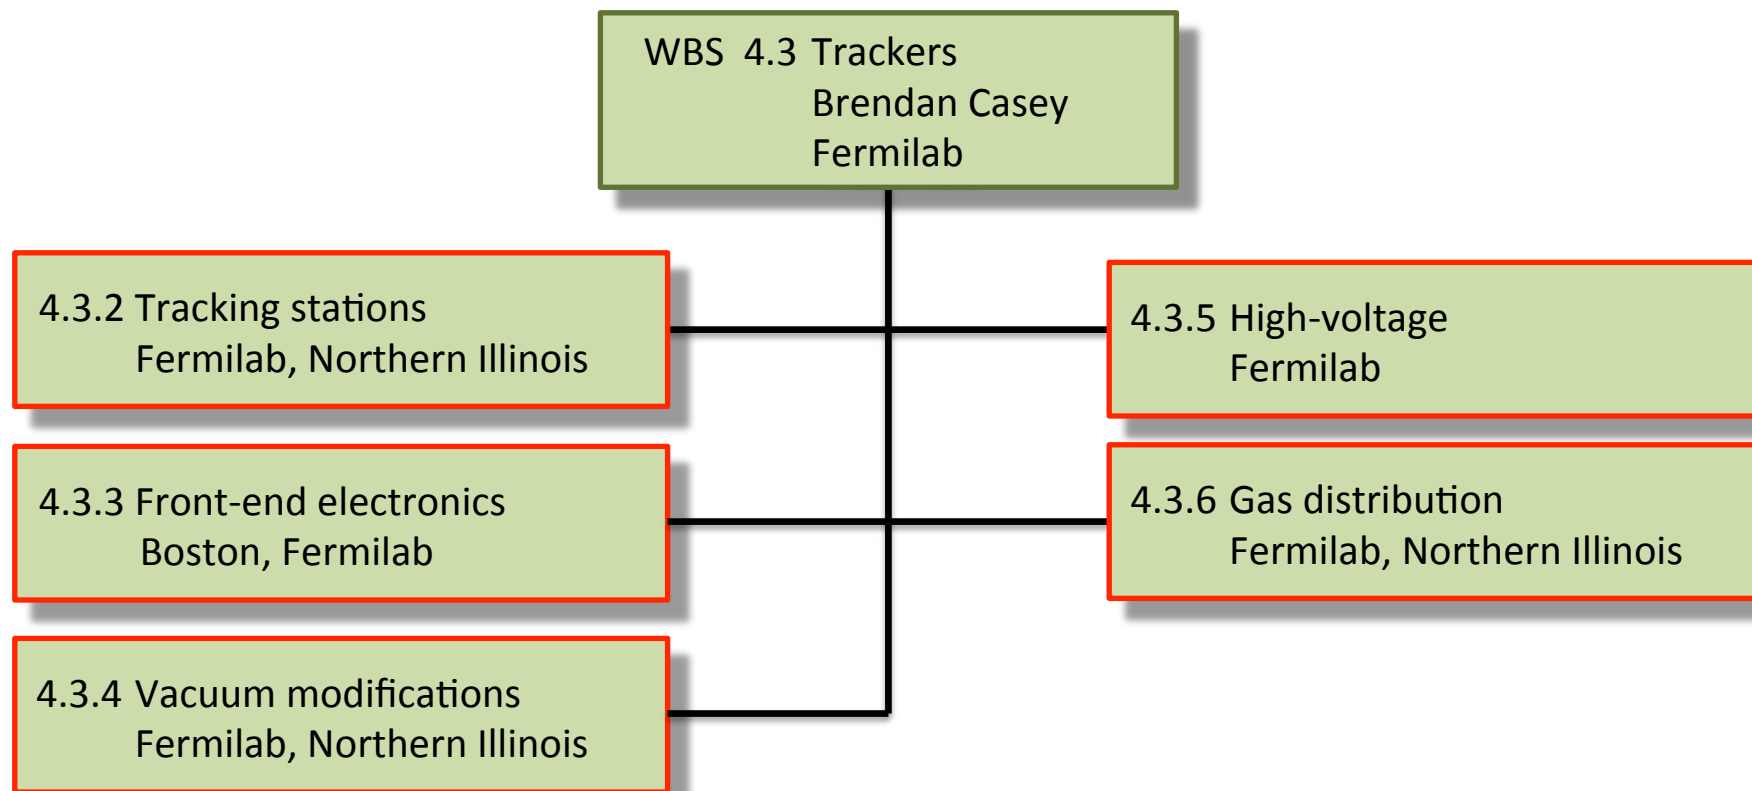 WBS 4.3 Trackers
Brendan Casey
Fermilab
4.3.2 Tracking stations
Fermilab, Northern Illinois
4.3.3 Front-end electronics
Boston, Fermilab
4.3.4 Vacuum modifications
Fermilab, Northern Illinois
4.3.5 High-voltage
Fermilab
4.3.6 Gas distribution
Fermilab, Northern Illinois